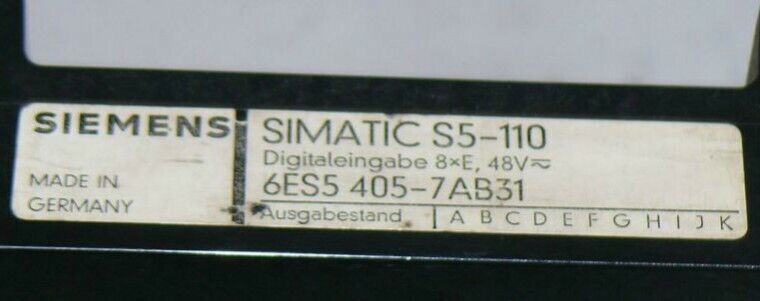 SIEMENS
MADE IN
GERMANY
SIMATIC S5-110
Digitaleingabe 8×E, 48V≂
6ES5 405-7AB31
Ausgabestand A B C D E F G H I J K